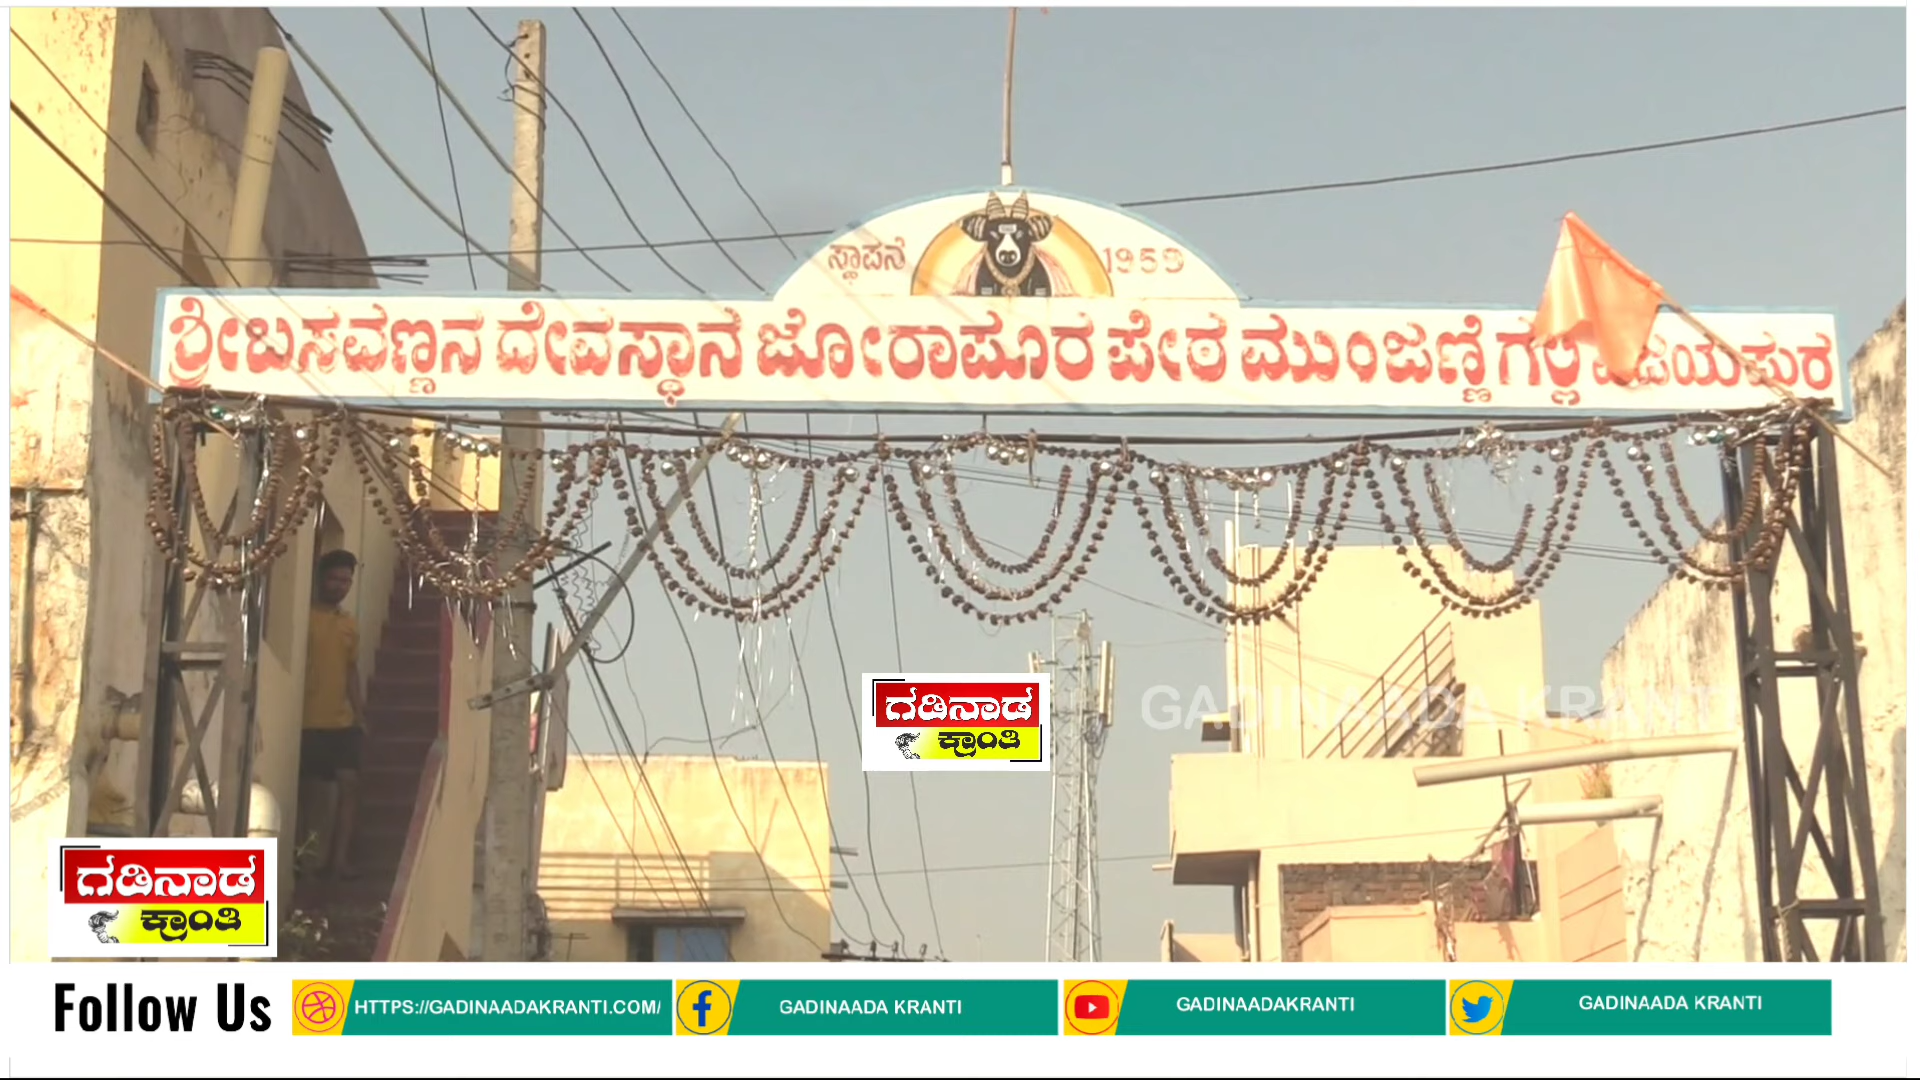 ಸ್ಥಾಪನೆ 1959
ಶ್ರೀ ಬಸವಣ್ಣನ ದೇವಸ್ಥಾನ ಜೋರಾಪೂರ ಪೇಠ ಮುಂಜಣ್ಣಿ ಗಲ್ಲಿ ವಿಜಯಪುರ
ಗಡಿನಾಡ
ಕ್ರಾಂತಿ
GADINAADA KRANTI
ಗಡಿನಾಡ
ಕ್ರಾಂತಿ
Follow Us HTTPS://GADINAADAKRANTI.COM/ GADINAADA KRANTI GADINAADAKRANTI GADINAADA KRANTI